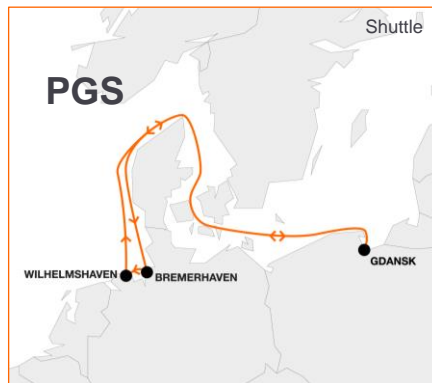 Shuttle
PGS
WILHELMSHAVEN
BREMERHAVEN
GDANSK